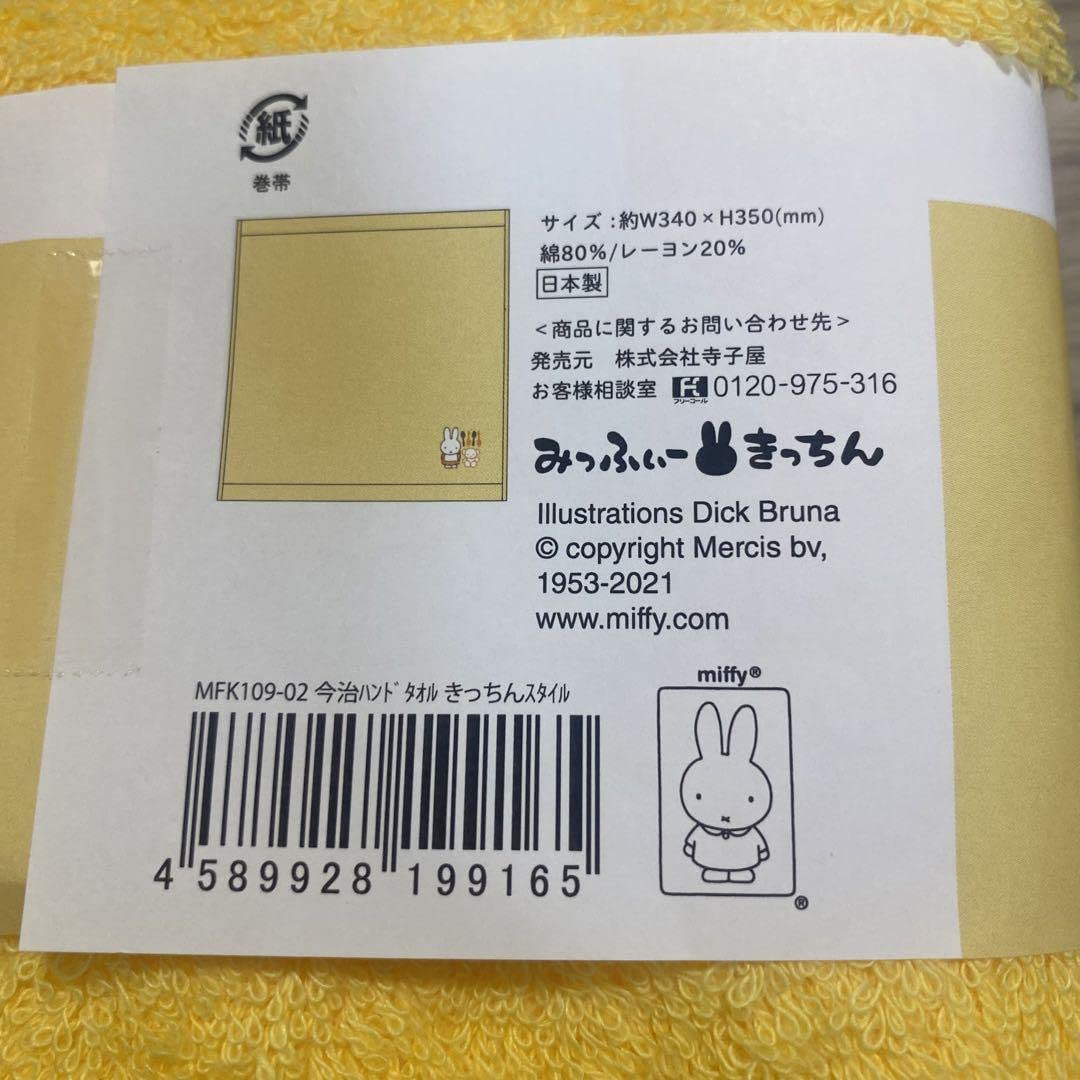 紙
巻帯
サイズ:約W340×H350(mm)
綿80%/レーヨン20%
日本製
<商品に関するお問い合わせ先>
発売元 株式会社寺子屋
お客様相談室 フリーコール 0120-975-316
みっふぃーきっちん
Illustrations Dick Bruna
© copyright Mercis bv,
1953-2021
www.miffy.com
MFK109-02 今治ﾊﾝﾄﾞﾀｵﾙ きっちんｽﾀｲﾙ
4 589928 199165
miffy®
®